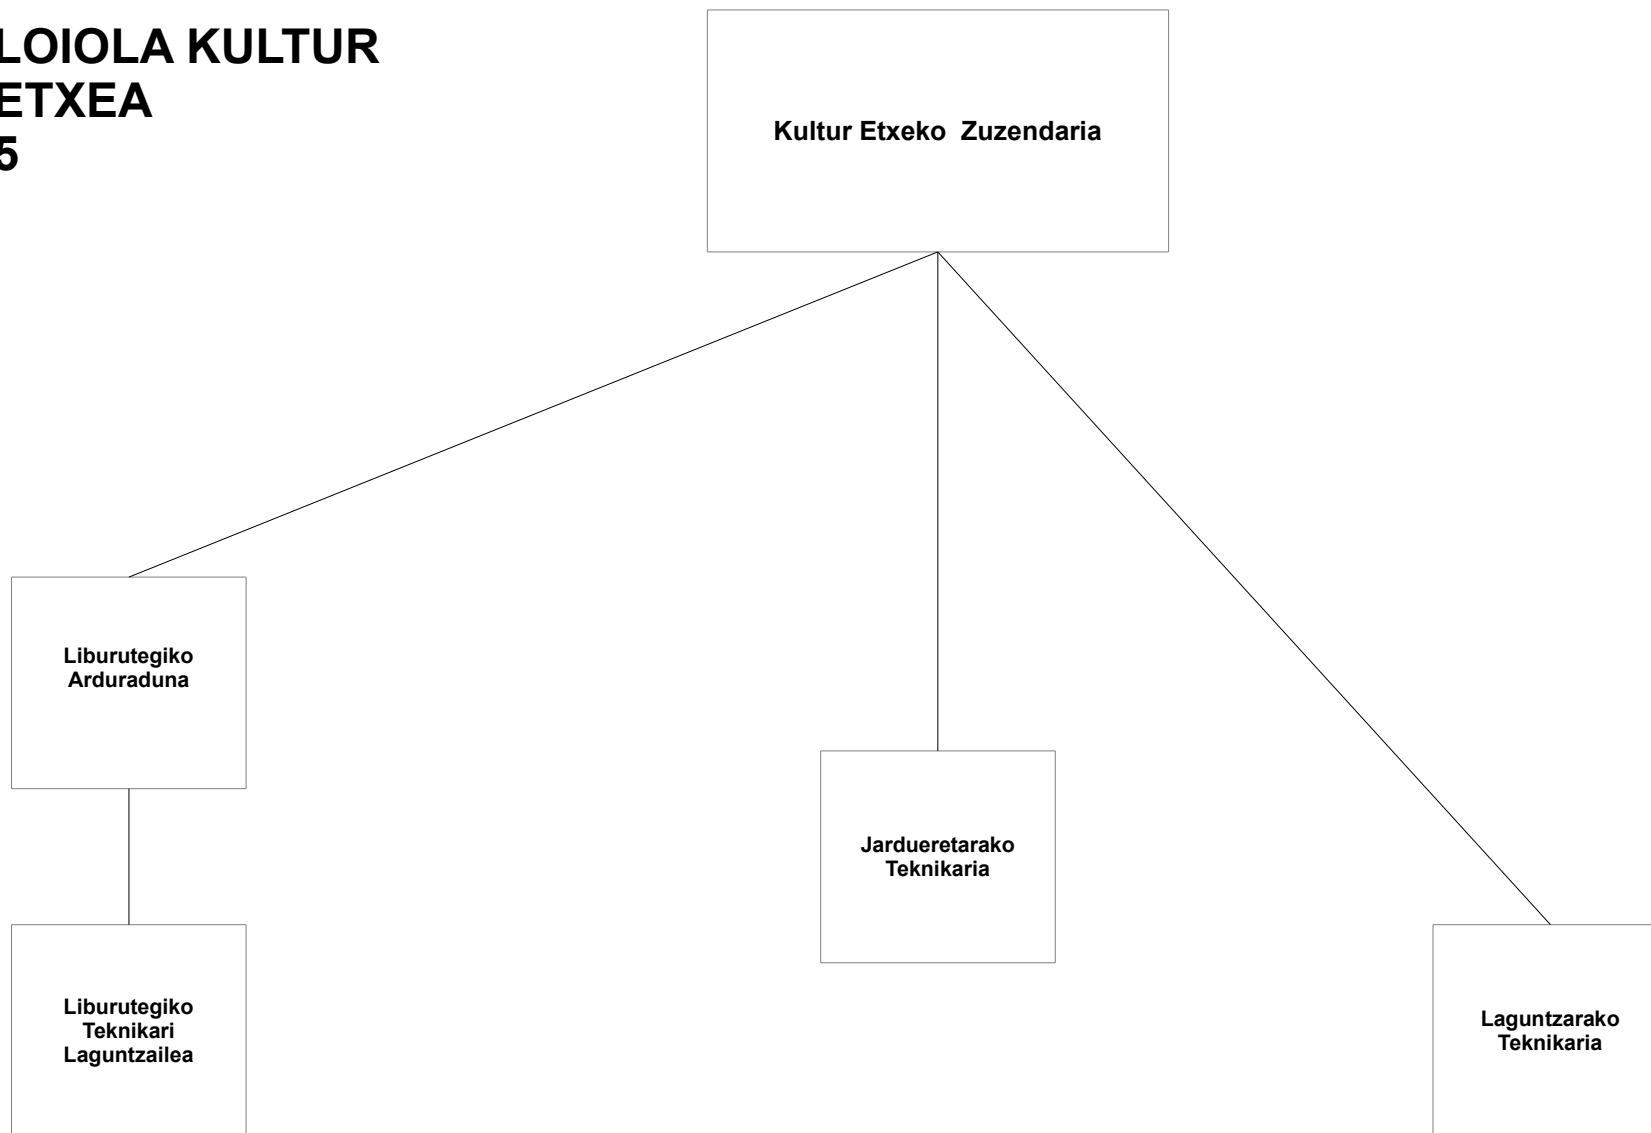 LOIOLA KULTUR
ETXEA
5
Kultur Etxeko Zuzendaria
Liburutegiko
Arduraduna
Jardueretarako
Teknikaria
Liburutegiko
Teknikari
Laguntzailea
Laguntzarako
Teknikaria